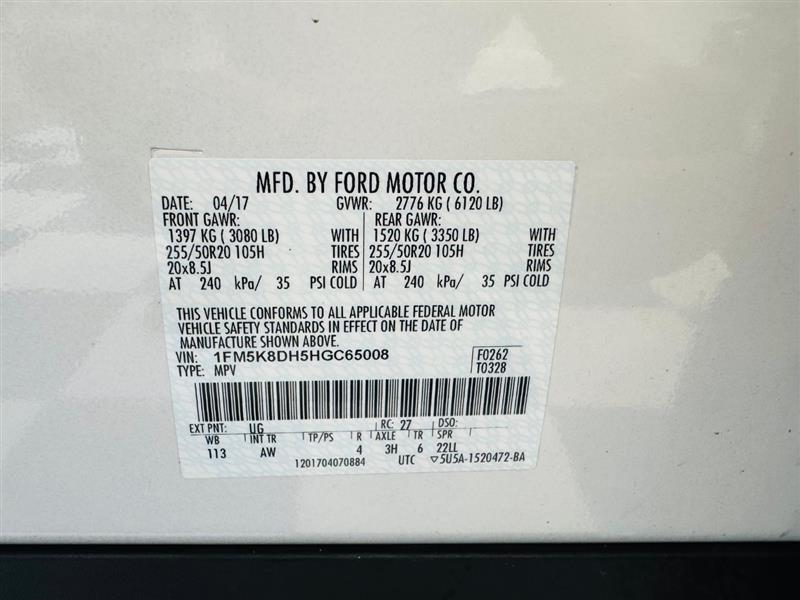 MFD. BY FORD MOTOR CO.
DATE: 04/17 GVWR: 2776 KG ( 6120 LB)
FRONT GAWR: REAR GAWR:
1397 KG ( 3080 LB) WITH 1520 KG ( 3350 LB) WITH
255/50R20 105H TIRES 255/50R20 105H TIRES
20x8.5J RIMS 20x8.5J RIMS
AT 240 kPa/ 35 PSI COLD AT 240 kPa/ 35 PSI COLD
THIS VEHICLE CONFORMS TO ALL APPLICABLE FEDERAL MOTOR
VEHICLE SAFETY STANDARDS IN EFFECT ON THE DATE OF
MANUFACTURE SHOWN ABOVE.
VIN: 1FM5K8DH5HGC65008 F0262
TYPE: MPV T0328
EXT PNT: UG RC: 27 DSO:
WB INT TR TP/PS R AXLE TR SPR
113 AW 4 3H 6 22LL
1201704070884 UTC ▽5U5A-1520472-BA